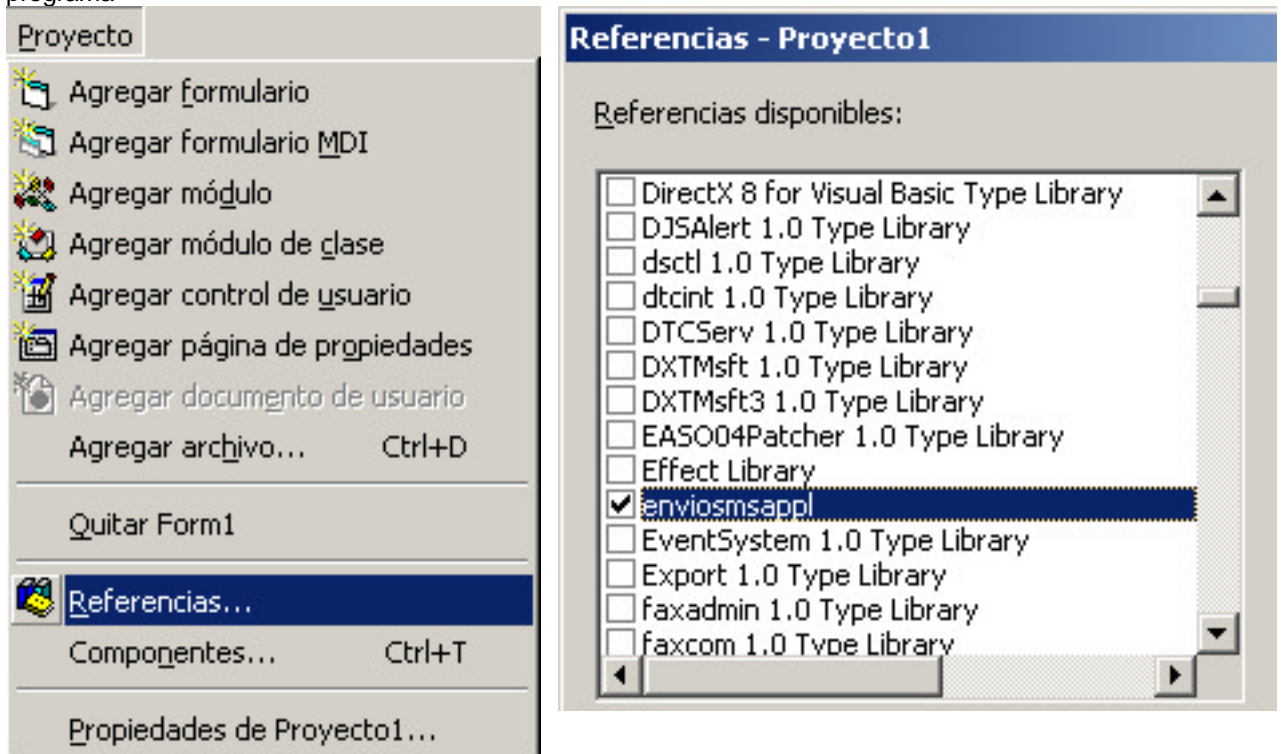 programa
Proyecto
Agregar formulario
Agregar formulario MDI
Agregar módulo
Agregar módulo de clase
Agregar control de usuario
Agregar página de propiedades
Agregar documento de usuario
Agregar archivo... Ctrl+D
Quitar Form1
Referencias...
Componentes... Ctrl+T
Propiedades de Proyecto1...
Referencias - Proyecto1
Referencias disponibles:
DirectX 8 for Visual Basic Type Library
DJSAlert 1.0 Type Library
dsctl 1.0 Type Library
dtcint 1.0 Type Library
DTCServ 1.0 Type Library
DXTMsft 1.0 Type Library
DXTMsft3 1.0 Type Library
EASO04Patcher 1.0 Type Library
Effect Library
enviosmsappl
EventSystem 1.0 Type Library
Export 1.0 Type Library
faxadmin 1.0 Type Library
faxcom 1.0 Type Library